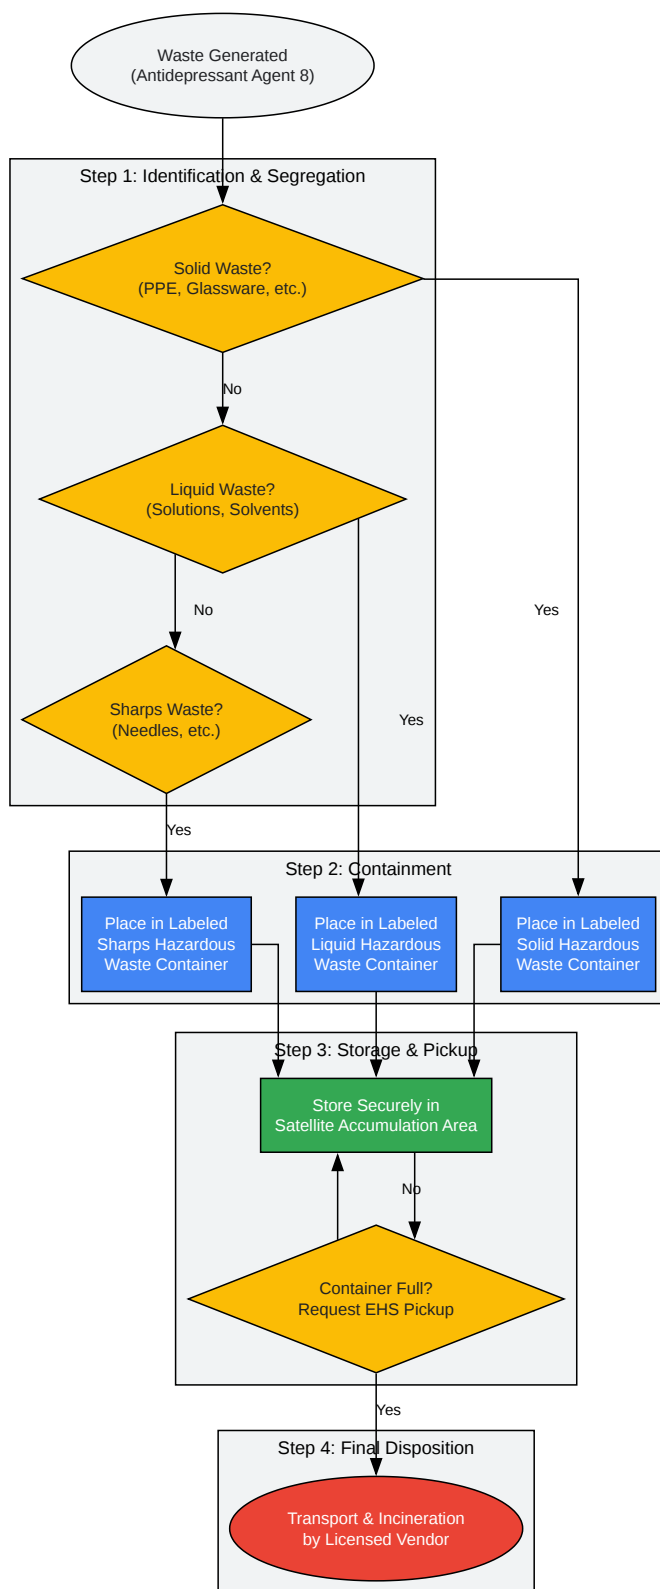 Waste Generated
(Antidepressant Agent 8)
Step 1: Identification & Segregation
Solid Waste?
(PPE, Glassware, etc.)
No
Liquid Waste?
(Solutions, Solvents)
No
Yes
Sharps Waste?
(Needles, etc.)
Yes
Yes
Step 2: Containment
Place in Labeled
Sharps Hazardous
Waste Container
Place in Labeled
Liquid Hazardous
Waste Container
Place in Labeled
Solid Hazardous
Waste Container
Step 3: Storage & Pickup
Store Securely in
Satellite Accumulation Area
No
Container Full?
Request EHS Pickup
Yes
Step 4: Final Disposition
Transport & Incineration
by Licensed Vendor